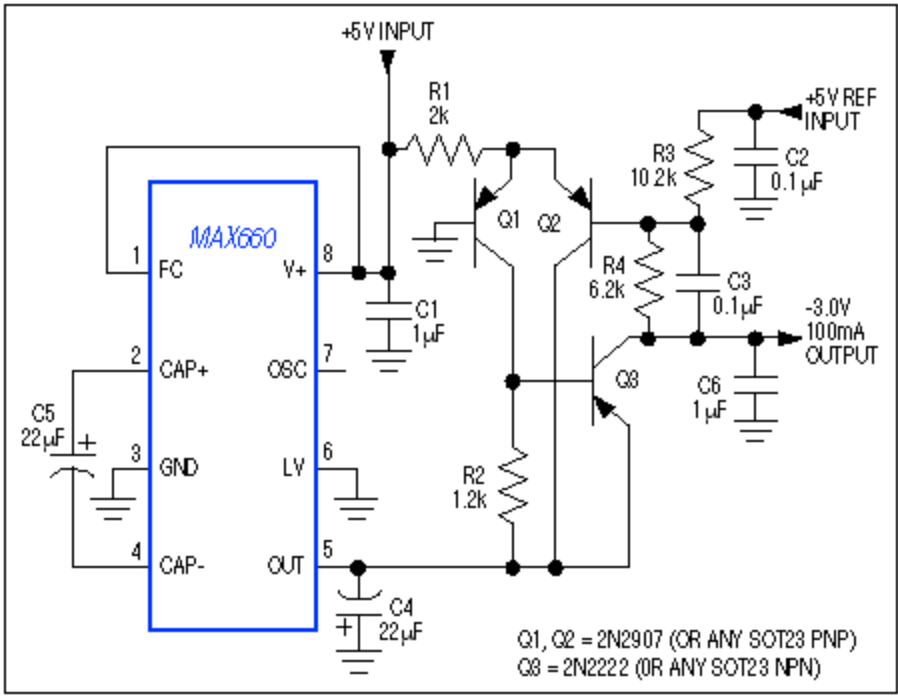 +5V INPUT
R1
2k
+5V REF
INPUT
R3
10.2k
C2
0.1µF
MAX660
Q1
Q2
1
FC
V+
8
R4
6.2k
C3
0.1µF
C1
1µF
-3.0V
100mA
OUTPUT
2
CAP+
OSC
7
Q3
C6
1µF
C5
22µF
+
3
GND
LV
6
R2
1.2k
4
CAP-
OUT
5
C4
+
22µF
Q1, Q2 = 2N2907 (OR ANY SOT23 PNP)
Q3 = 2N2222 (0R ANY SOT23 NPN)